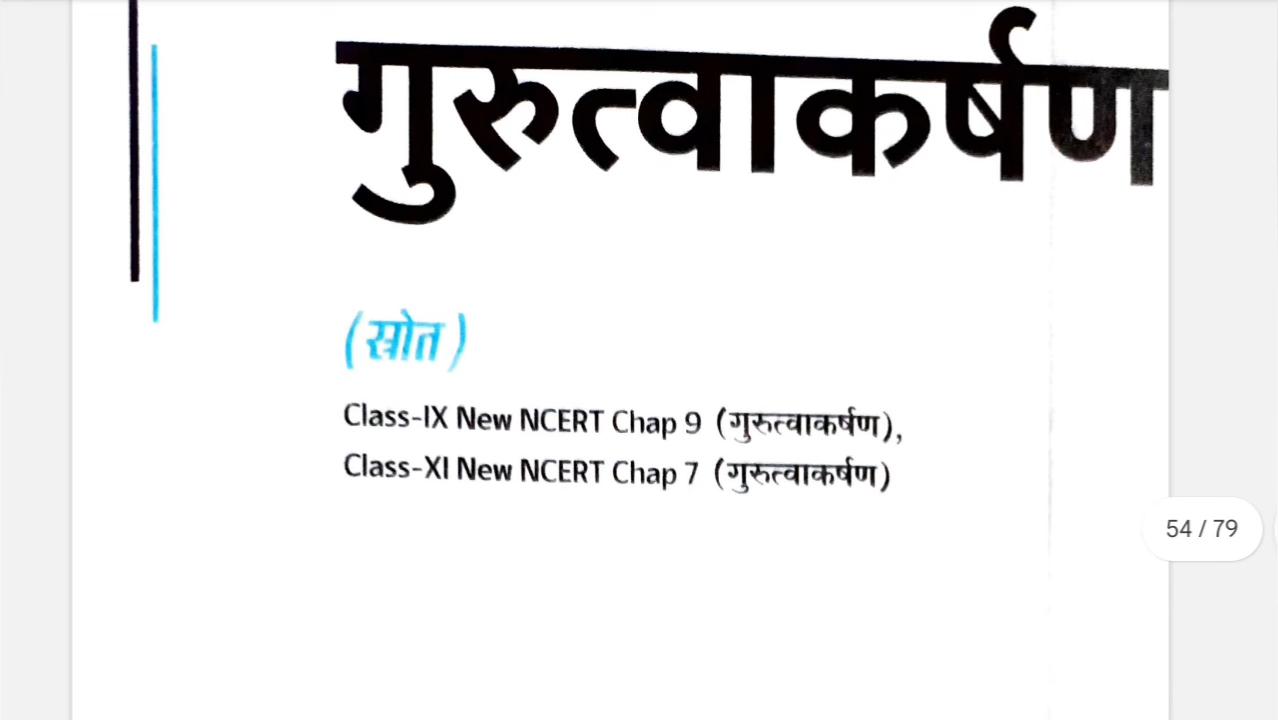 गुरुत्वाकर्षण
(स्रोत)
Class-IX New NCERT Chap 9 (गुरुत्वाकर्षण),
Class-XI New NCERT Chap 7 (गुरुत्वाकर्षण)
54 / 79